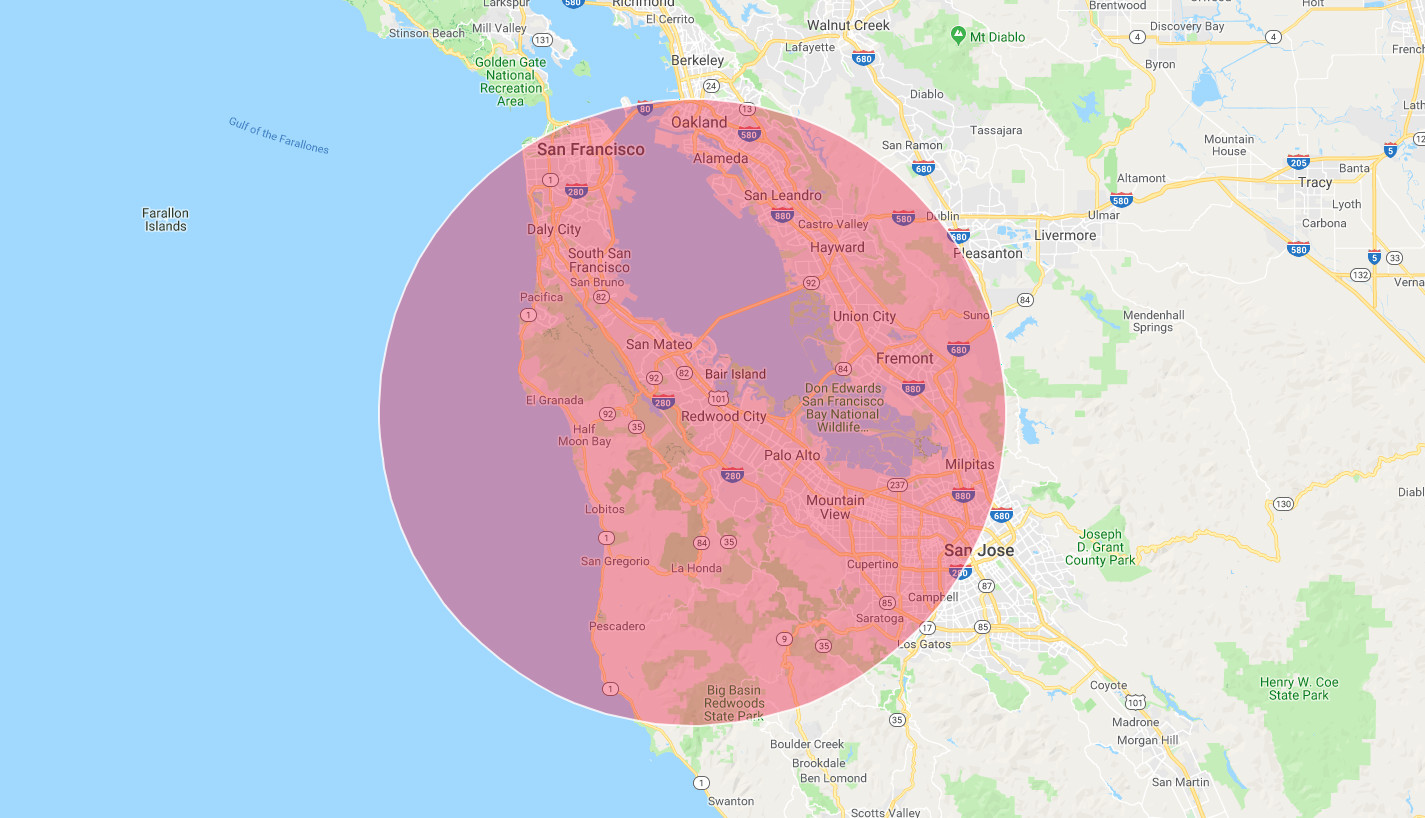 Larkspur
580
Richmond
El Cerrito
Brentwood
Holt
Stinson Beach
Mill Valley
131
Walnut Creek
Mt Diablo
Discovery Bay
4
4
Lafayette
680
Golden Gate
National
Recreation
Area
Berkeley
24
Byron
Diablo
80
13
Oakland
580
Tassajara
Gulf of the Farallones
San Francisco
Alameda
San Ramon
680
Mountain
House
5
205
Banta
Tracy
1
280
San Leandro
Altamont
580
Lyoth
Farallon
Islands
880
Castro Valley
580
Dublin
Ulmar
Carbona
Daly City
680
Livermore
Hayward
Pleasanton
580
5
33
South San
Francisco
San Bruno
92
132
Pacifica
82
84
1
Union City
Sunol
Mendenhall
Springs
San Mateo
Fremont
680
92
82
Bair Island
84
880
Don Edwards
San Francisco
Bay National
Wildlife...
El Granada
280
101
92
35
Redwood City
Half
Moon Bay
Palo Alto
Milpitas
280
237
880
Mountain
View
Lobitos
680
130
1
84
35
San Jose
Joseph
D. Grant
County Park
San Gregorio
La Honda
Cupertino
280
87
Campbell
85
Saratoga
Pescadero
17
85
9
35
Los Gatos
1
Big Basin
Redwoods
State Park
Henry W. Coe
State Park
Coyote
101
35
Madrone
Morgan Hill
Boulder Creek
Brookdale
Ben Lomond
1
San Martin
Swanton
Scotts Valley